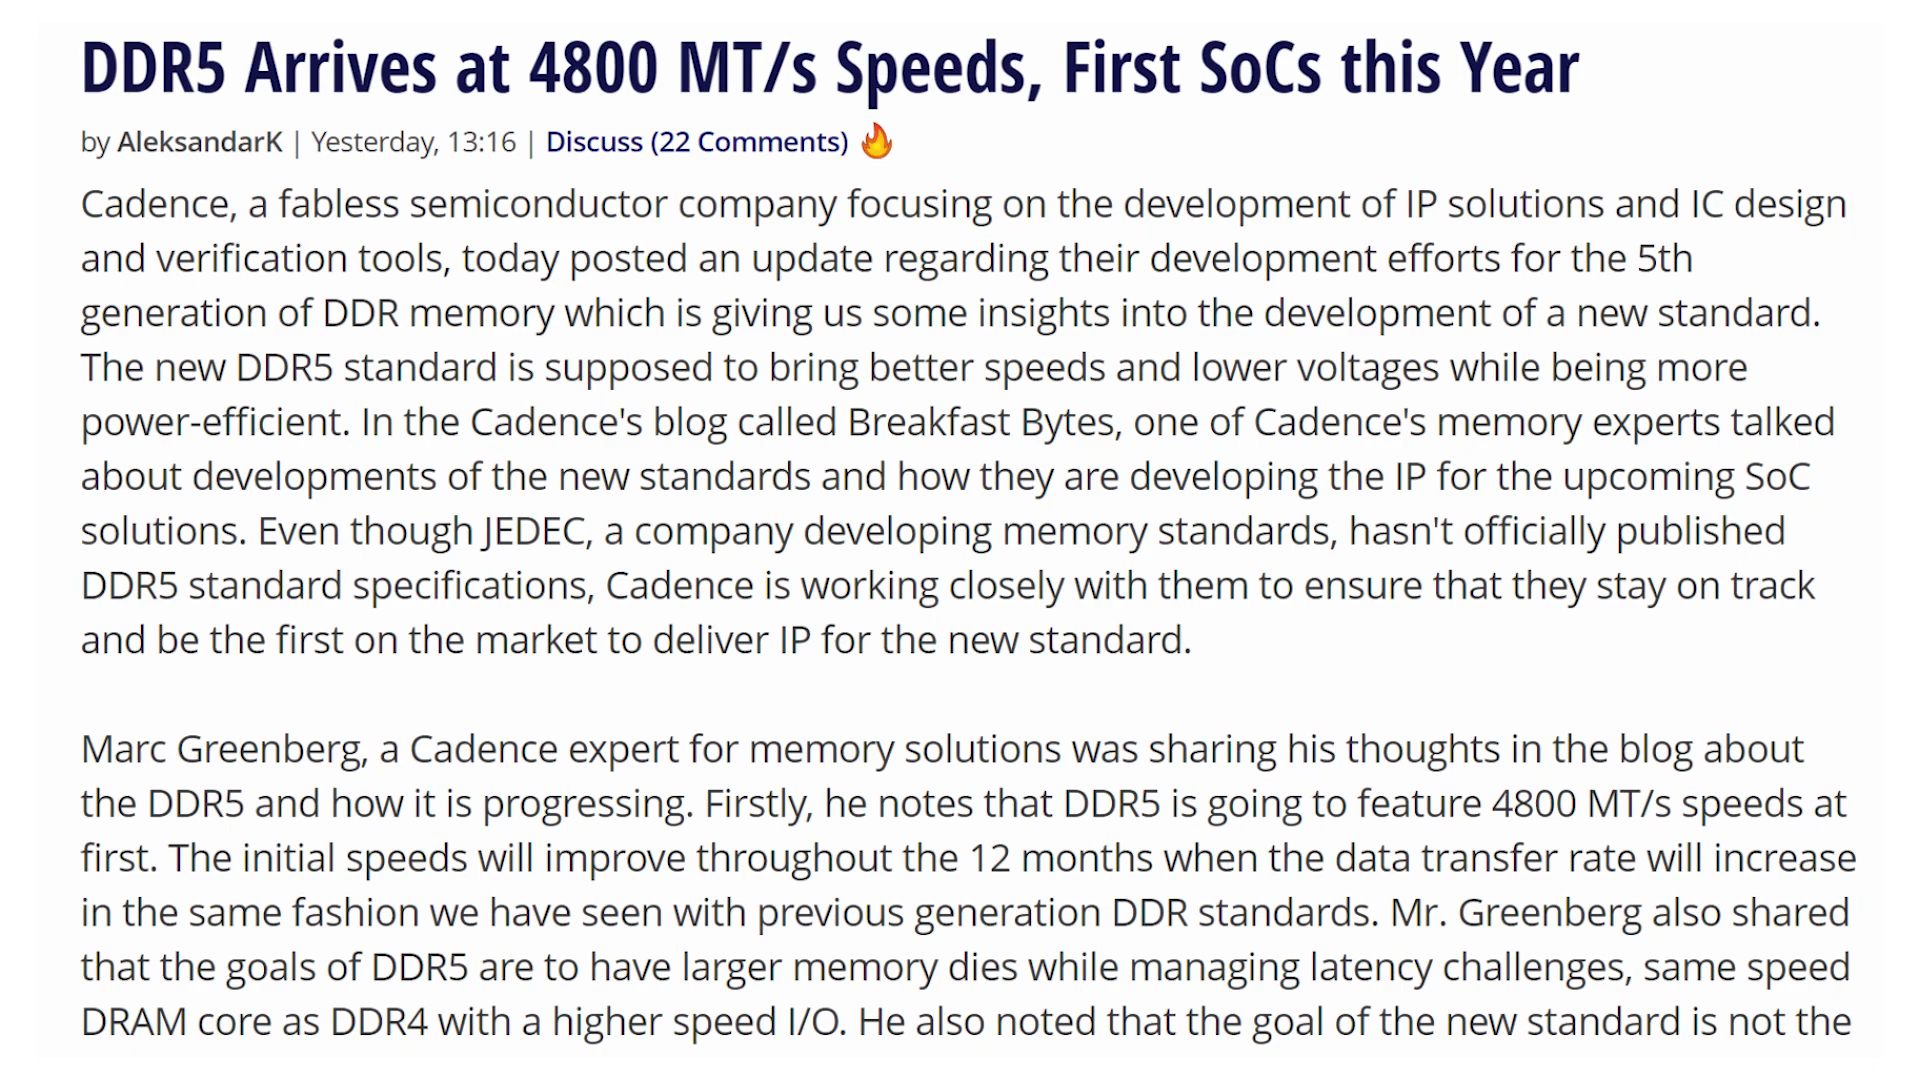 DDR5 Arrives at 4800 MT/s Speeds, First SoCs this Year
by AleksandarK | Yesterday, 13:16 | Discuss (22 Comments)
Cadence, a fabless semiconductor company focusing on the development of IP solutions and IC design
and verification tools, today posted an update regarding their development efforts for the 5th
generation of DDR memory which is giving us some insights into the development of a new standard.
The new DDR5 standard is supposed to bring better speeds and lower voltages while being more
power-efficient. In the Cadence's blog called Breakfast Bytes, one of Cadence's memory experts talked
about developments of the new standards and how they are developing the IP for the upcoming SoC
solutions. Even though JEDEC, a company developing memory standards, hasn't officially published
DDR5 standard specifications, Cadence is working closely with them to ensure that they stay on track
and be the first on the market to deliver IP for the new standard.
Marc Greenberg, a Cadence expert for memory solutions was sharing his thoughts in the blog about
the DDR5 and how it is progressing. Firstly, he notes that DDR5 is going to feature 4800 MT/s speeds at
first. The initial speeds will improve throughout the 12 months when the data transfer rate will increase
in the same fashion we have seen with previous generation DDR standards. Mr. Greenberg also shared
that the goals of DDR5 are to have larger memory dies while managing latency challenges, same speed
DRAM core as DDR4 with a higher speed I/O. He also noted that the goal of the new standard is not the